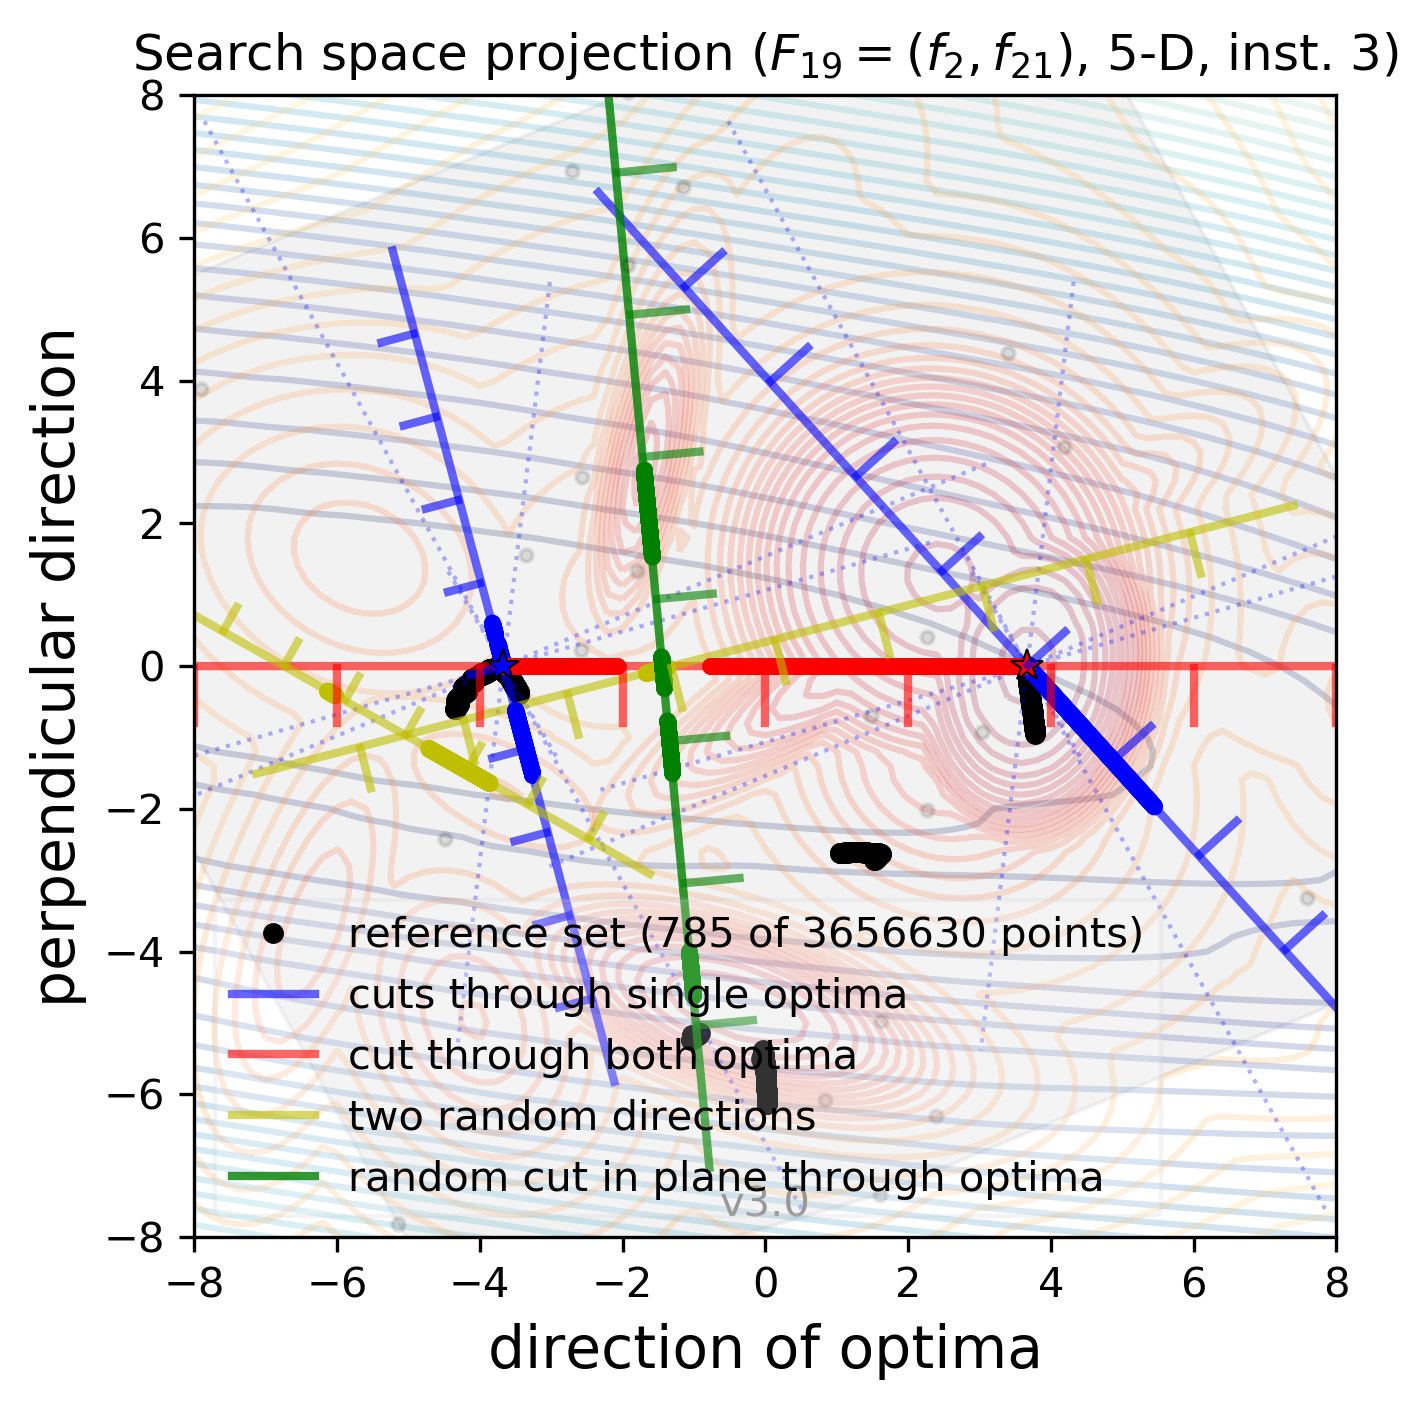 Search space projection (F₁₉ = (f₂, f₂₁), 5-D, inst. 3)
8
6
4
2
0
−2
−4
−6
−8
perpendicular direction
reference set (785 of 3656630 points)
cuts through single optima
cut through both optima
two random directions
random cut in plane through optima
v3.0
−8 −6 −4 −2 0 2 4 6 8
direction of optima